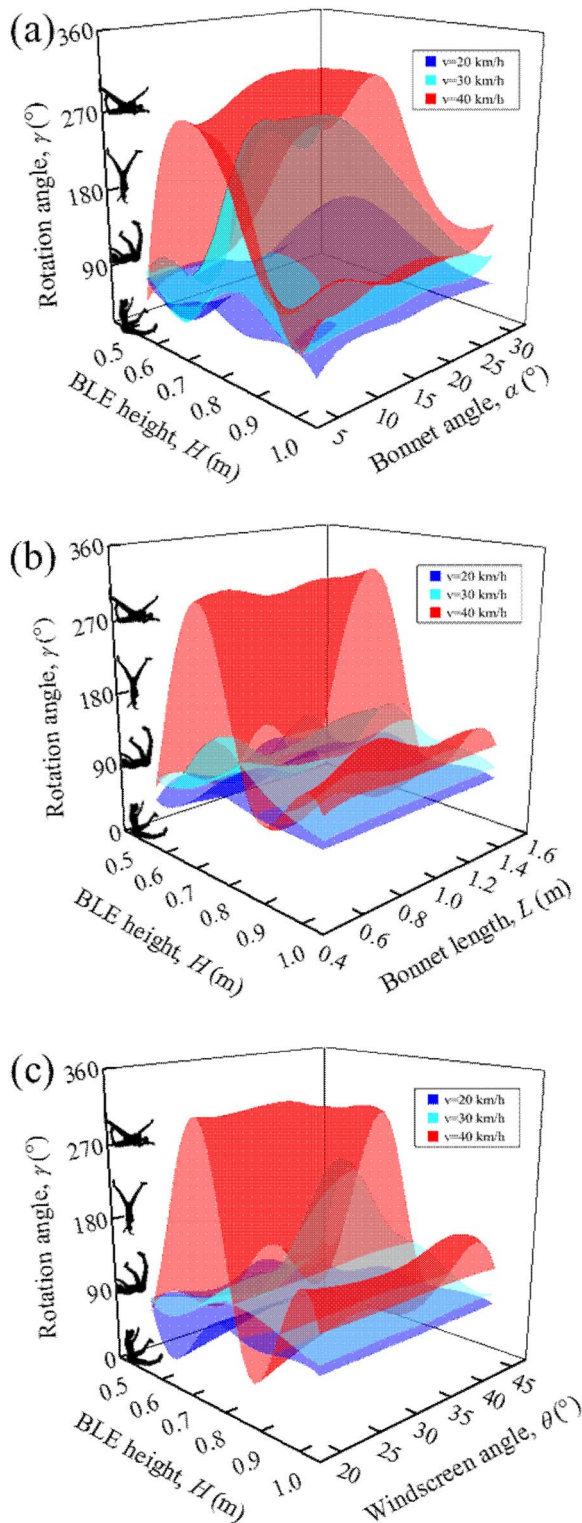 (a)
360
270
180
90
Rotation angle, γ (°)
v=20 km/h
v=30 km/h
v=40 km/h
0.5
0.6
0.7
0.8
0.9
1.0
BLE height, H (m)
5
10
15
20
25
30
Bonnet angle, α (°)
(b)
360
270
180
90
0
Rotation angle, γ (°)
v=20 km/h
v=30 km/h
v=40 km/h
0.5
0.6
0.7
0.8
0.9
1.0
BLE height, H (m)
0.4
0.6
0.8
1.0
1.2
1.4
1.6
Bonnet length, L (m)
(c)
360
270
180
90
0
Rotation angle, γ (°)
v=20 km/h
v=30 km/h
v=40 km/h
0.5
0.6
0.7
0.8
0.9
1.0
BLE height, H (m)
20
25
30
35
40
45
Windscreen angle, θ (°)